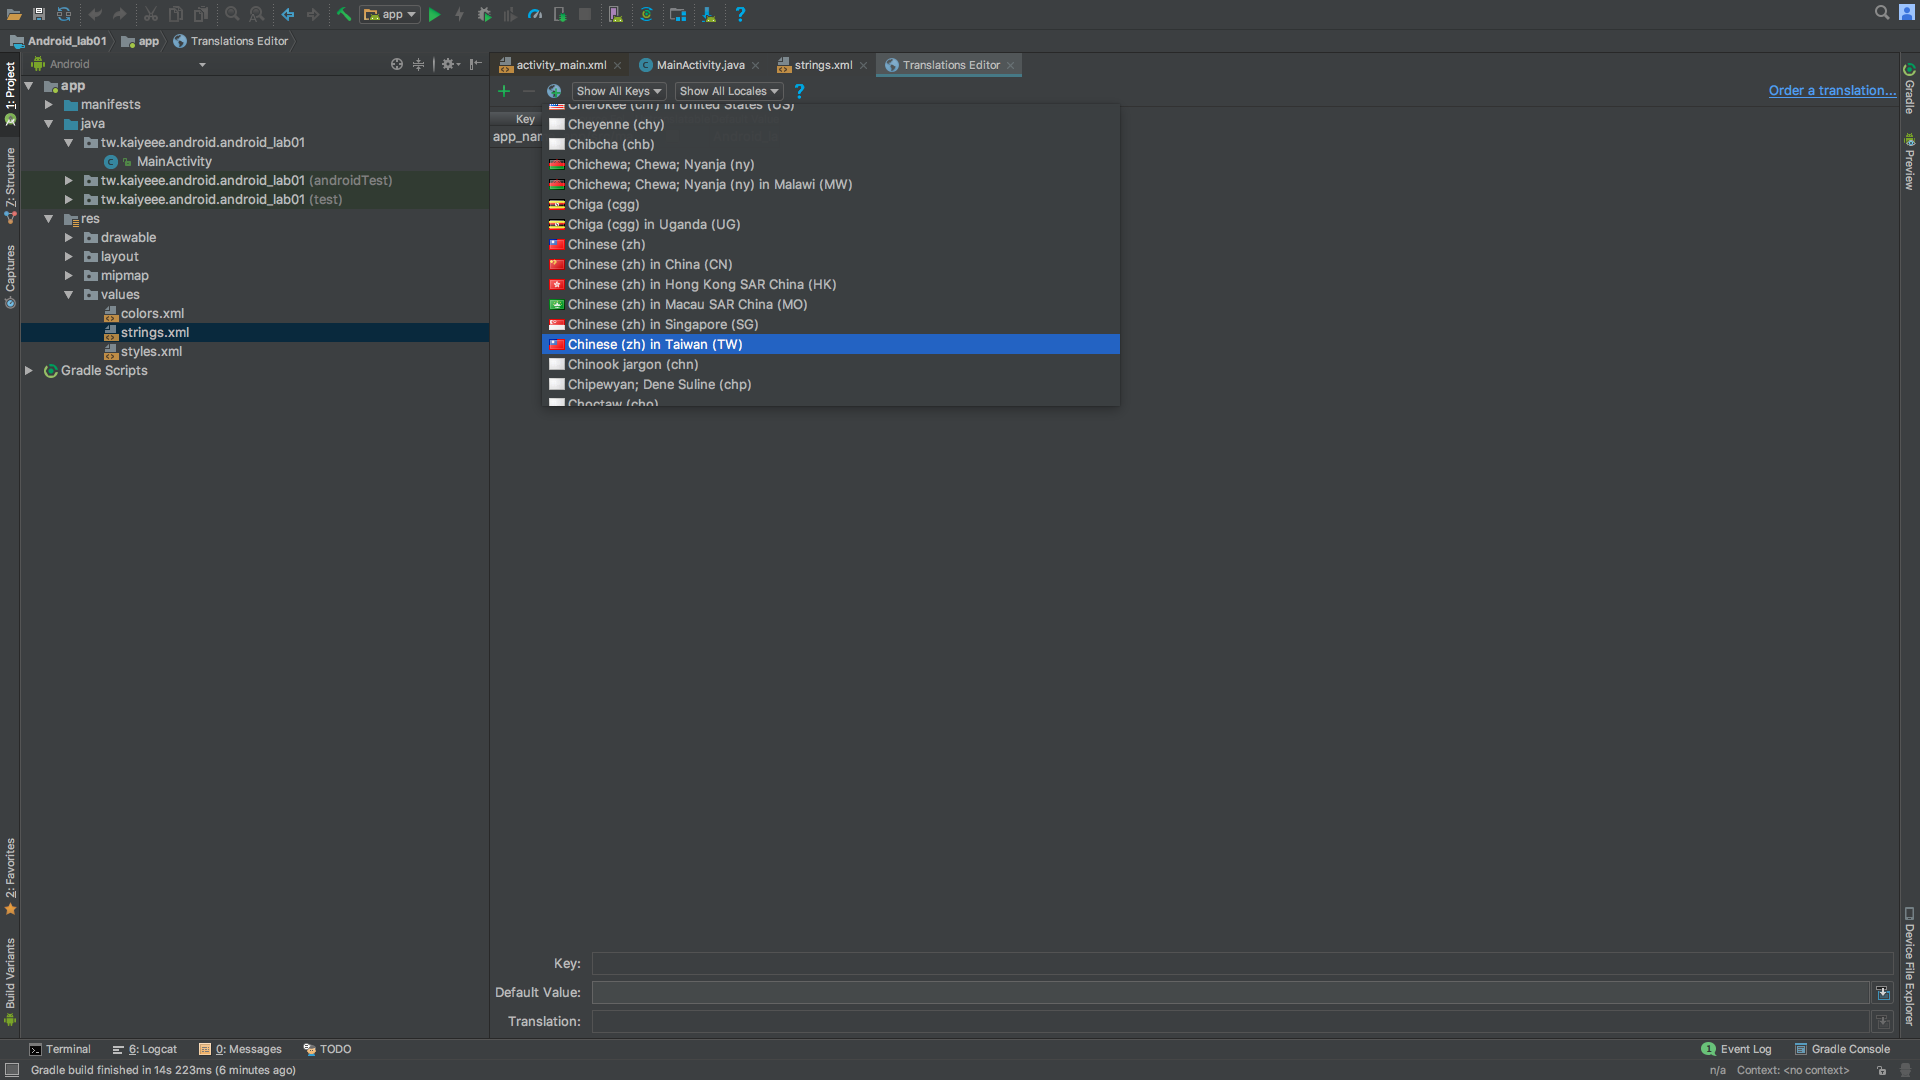 app
Android_lab01
app
Translations Editor
Android
activity_main.xml
MainActivity.java
strings.xml
Translations Editor
Show All Keys
Show All Locales
Order a translation...
1: Project
Z: Structure
Captures
2: Favorites
Build Variants
app
manifests
java
tw.kaiyeee.android.android_lab01
MainActivity
tw.kaiyeee.android.android_lab01 (androidTest)
tw.kaiyeee.android.android_lab01 (test)
res
drawable
layout
mipmap
values
colors.xml
strings.xml
styles.xml
Gradle Scripts
Key
app_nan
Cherokee (chr) in United States (US)
Cheyenne (chy)
Chibcha (chb)
Chichewa; Chewa; Nyanja (ny)
Chichewa; Chewa; Nyanja (ny) in Malawi (MW)
Chiga (cgg)
Chiga (cgg) in Uganda (UG)
Chinese (zh)
Chinese (zh) in China (CN)
Chinese (zh) in Hong Kong SAR China (HK)
Chinese (zh) in Macau SAR China (MO)
Chinese (zh) in Singapore (SG)
Chinese (zh) in Taiwan (TW)
Chinook jargon (chn)
Chipewyan; Dene Suline (chp)
Choctaw (cho)
Key:
Default Value:
Translation:
Gradle
Preview
Device File Explorer
Terminal
6: Logcat
0: Messages
TODO
1 Event Log
Gradle Console
Gradle build finished in 14s 223ms (6 minutes ago)
n/a
Context: <no context>